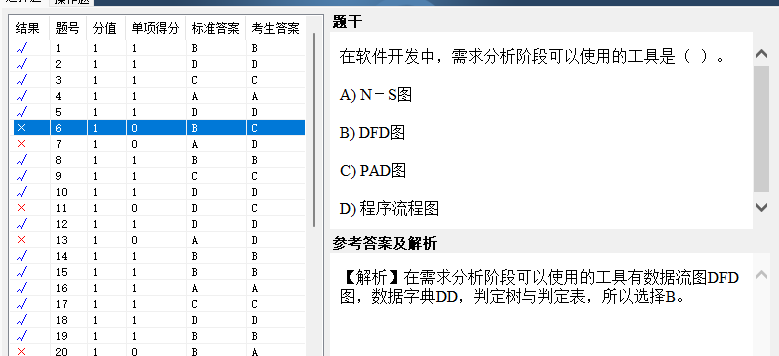 结果 题号 分值 单项得分 标准答案 考生答案
1 1 1 B B
2 1 1 D D
3 1 1 C C
4 1 1 A A
5 1 1 D D
6 1 0 B C
7 1 0 A D
8 1 1 B B
9 1 1 C C
10 1 1 D D
11 1 0 D C
12 1 1 D D
13 1 0 A D
14 1 1 B B
15 1 1 B B
16 1 1 A A
17 1 1 C C
18 1 1 D D
19 1 1 B B
20 1 0 B A
题干
在软件开发中，需求分析阶段可以使用的工具是（ ）。
A) N－S图
B) DFD图
C) PAD图
D) 程序流程图
参考答案及解析
【解析】在需求分析阶段可以使用的工具有数据流图DFD
图，数据字典DD，判定树与判定表，所以选择B。